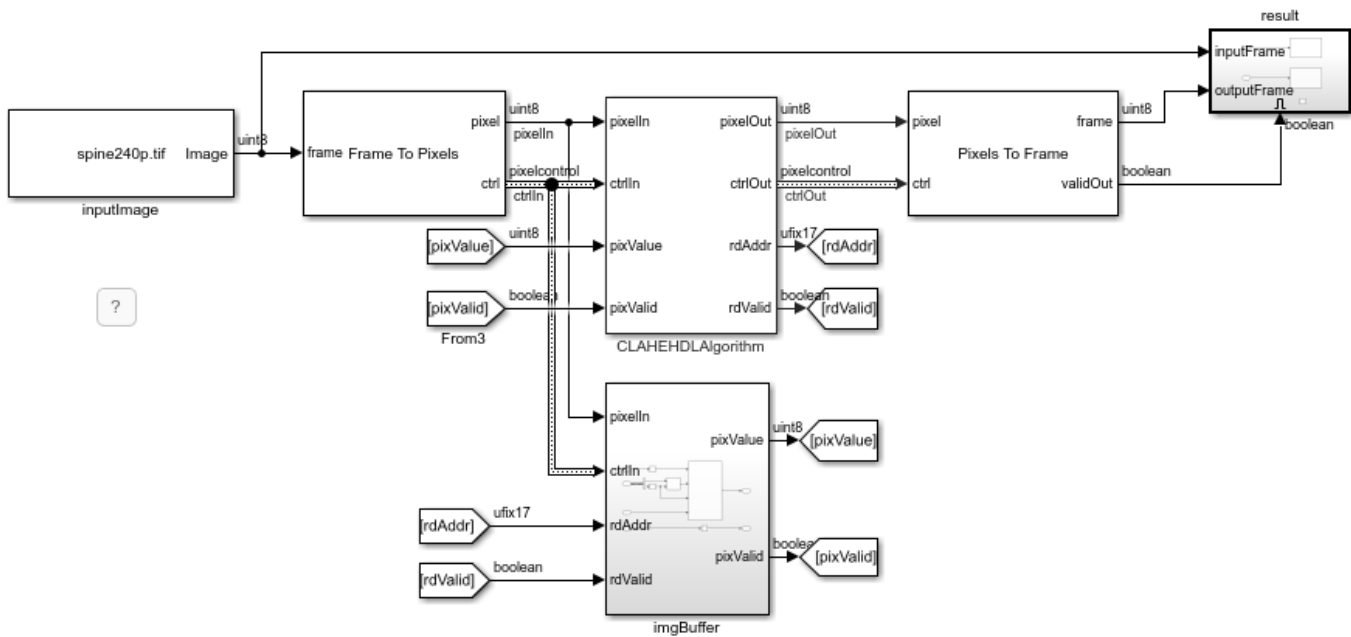 result
inputFrame
outputFrame
boolean
spine240p.tif
Image
inputImage
uint8
frame
Frame To Pixels
pixel
ctrl
uint8
pixelIn
pixelcontrol
ctrlIn
pixelIn
ctrlIn
pixValue
pixValid
pixelOut
ctrlOut
rdAddr
rdValid
CLAHEHDLAlgorithm
uint8
pixelOut
pixelcontrol
ctrlOut
pixel
ctrl
Pixels To Frame
frame
validOut
uint8
boolean
[pixValue]
uint8
[pixValid]
boolean
From3
ufix17
[rdAddr]
boolean
[rdValid]
?
pixelIn
ctrlIn
rdAddr
rdValid
pixValue
pixValid
imgBuffer
uint8
[pixValue]
boolean
[pixValid]
[rdAddr]
ufix17
[rdValid]
boolean